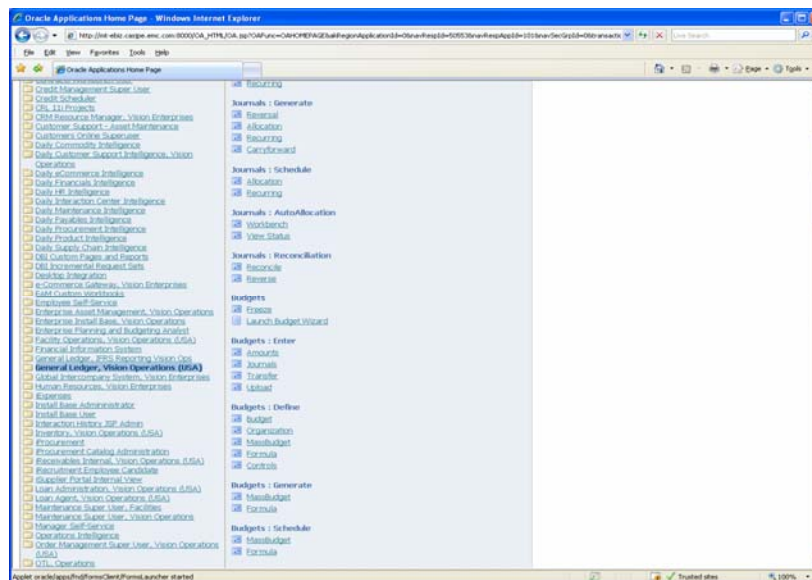 Oracle Applications Home Page - Windows Internet Explorer
Live Search
File Edit View Favorites Tools Help
Oracle Applications Home Page
Page Tools
Credit Management Super User
Credit Scheduler
CRL 11i Projects
CRM Resource Manager, Vision Enterprises
Customer Support - Asset Maintenance
Customers Online Superuser
Daily Commodity Intelligence
Daily Customer Support Intelligence, Vision
Operations
Daily eCommerce Intelligence
Daily Financials Intelligence
Daily HR Intelligence
Daily Interaction Center Intelligence
Daily Maintenance Intelligence
Daily Payables Intelligence
Daily Procurement Intelligence
Daily Product Intelligence
Daily Supply Chain Intelligence
DBI Custom Pages and Reports
DBI Incremental Request Sets
Desktop Integration
e-Commerce Gateway, Vision Enterprises
EAM Custom Workbooks
Employee Self-Service
Enterprise Asset Management, Vision Operations
Enterprise Install Base, Vision Operations
Enterprise Planning and Budgeting Analyst
Facility Operations, Vision Operations (USA)
Financial Information System
General Ledger, IFRS Reporting Vision Ops
General Ledger, Vision Operations (USA)
Global Intercompany System, Vision Enterprises
Human Resources, Vision Enterprises
iExpenses
Install Base Administrator
Install Base User
Interaction History JSP Admin
Inventory, Vision Operations (USA)
iProcurement
iProcurement Catalog Administration
iReceivables Internal, Vision Operations (USA)
iRecruitment Employee Candidate
iSupplier Portal Internal View
Loan Administration, Vision Operations (USA)
Loan Agent, Vision Operations (USA)
Maintenance Super User, Facilities
Maintenance Super User, Vision Operations
Manager Self-Service
Operations Intelligence
Order Management Super User, Vision Operations
(USA)
OTL, Operations
Recurring
Journals : Generate
Reversal
Allocation
Recurring
Carryforward
Journals : Schedule
Allocation
Recurring
Journals : AutoAllocation
Workbench
View Status
Journals : Reconciliation
Reconcile
Reverse
Budgets
Freeze
Launch Budget Wizard
Budgets : Enter
Amounts
Journals
Transfer
Upload
Budgets : Define
Budget
Organization
MassBudget
Formula
Controls
Budgets : Generate
MassBudget
Formula
Budgets : Schedule
MassBudget
Formula
Applet oracle/apps/fnd/formsClient/FormsLauncher started
Trusted sites
100%